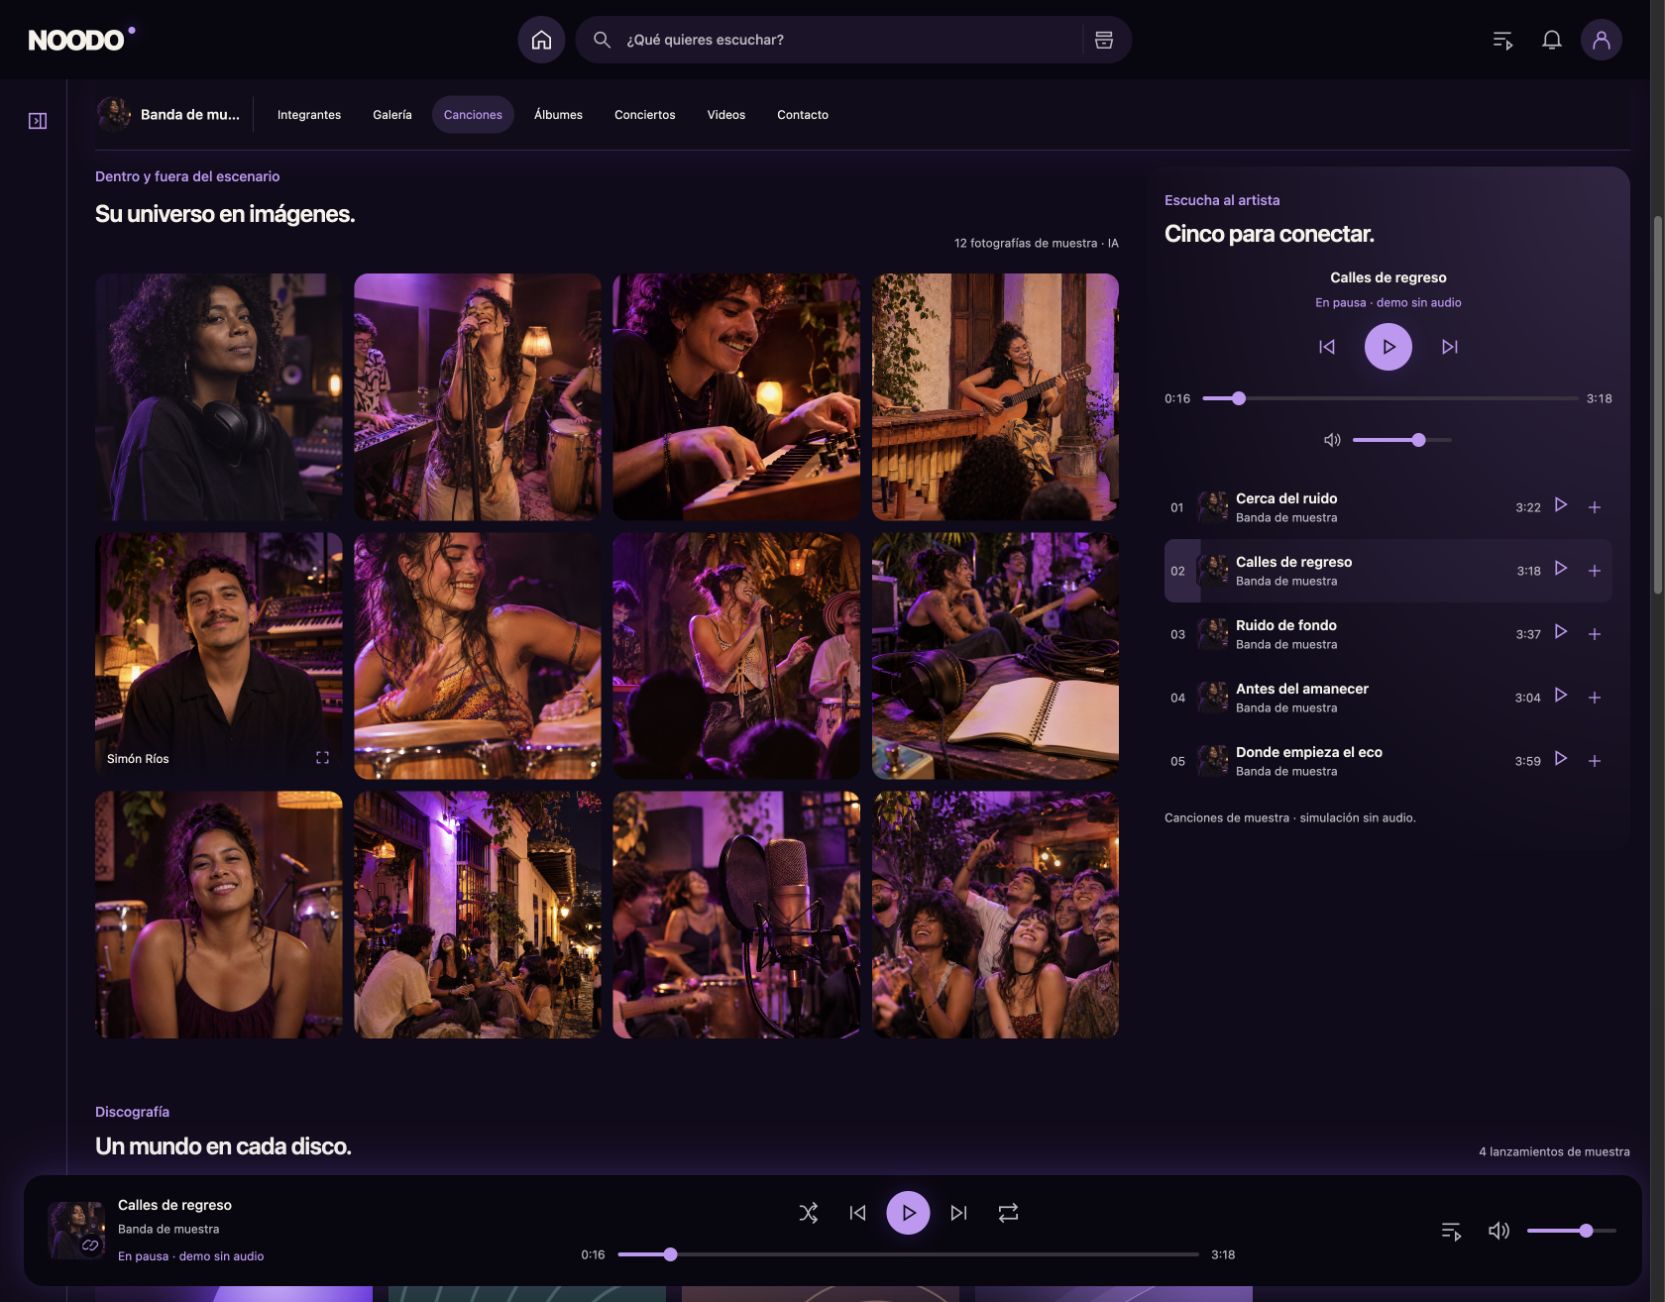 NOODO
¿Qué quieres escuchar?
Banda de mu...
Integrantes
Galería
Canciones
Álbumes
Conciertos
Videos
Contacto
Dentro y fuera del escenario
Su universo en imágenes.
12 fotografías de muestra · IA
Simón Ríos
Escucha al artista
Cinco para conectar.
Calles de regreso
En pausa · demo sin audio
0:16
3:18
01
Cerca del ruido
Banda de muestra
3:22
02
Calles de regreso
Banda de muestra
3:18
03
Ruido de fondo
Banda de muestra
3:37
04
Antes del amanecer
Banda de muestra
3:04
05
Donde empieza el eco
Banda de muestra
3:59
Canciones de muestra · simulación sin audio.
Discografía
Un mundo en cada disco.
4 lanzamientos de muestra
Calles de regreso
Banda de muestra
En pausa · demo sin audio
0:16
3:18